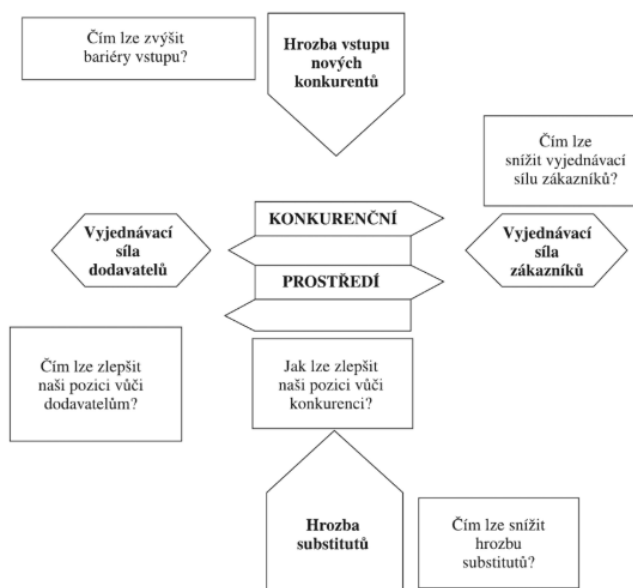 Čím lze zvýšit
bariéry vstupu?
Hrozba vstupu
nových
konkurentů
Čím lze
snížit vyjednávací
sílu zákazníků?
Vyjednávací
síla
dodavatelů
KONKURENČNÍ
PROSTŘEDÍ
Vyjednávací
síla
zákazníků
Čím lze zlepšit
naši pozici vůči
dodavatelům?
Jak lze zlepšit
naši pozici vůči
konkurenci?
Hrozba
substitutů
Čím lze snížit
hrozbu
substitutů?